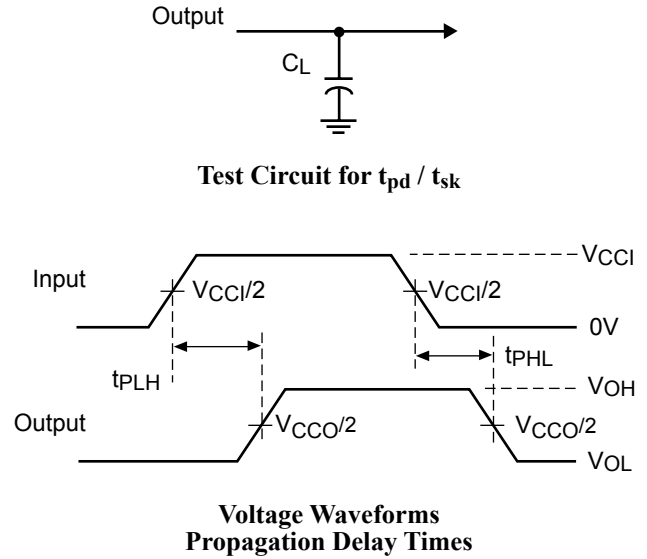 Output
CL
Test Circuit for tpd / tsk
VCCI
Input
VCCI/2
VCCI/2
0V
tPLH
tPHL
VOH
Output
VCCO/2
VCCO/2
VOL
Voltage Waveforms
Propagation Delay Times